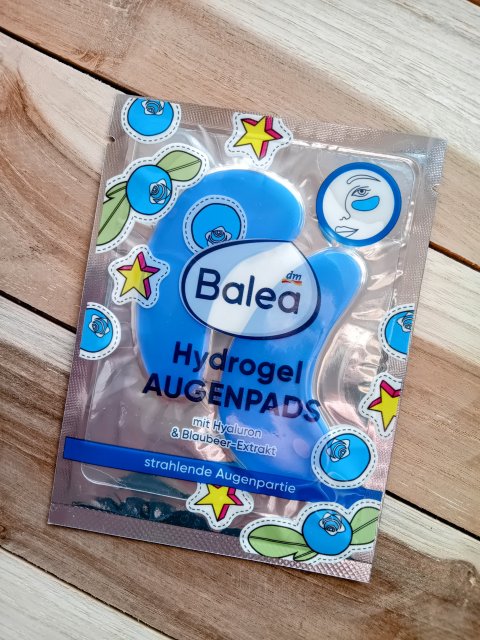 dm
Balea
Hydrogel
AUGENPADS
mit Hyaluron
& Blaubeer-Extrakt
strahlende Augenpartie